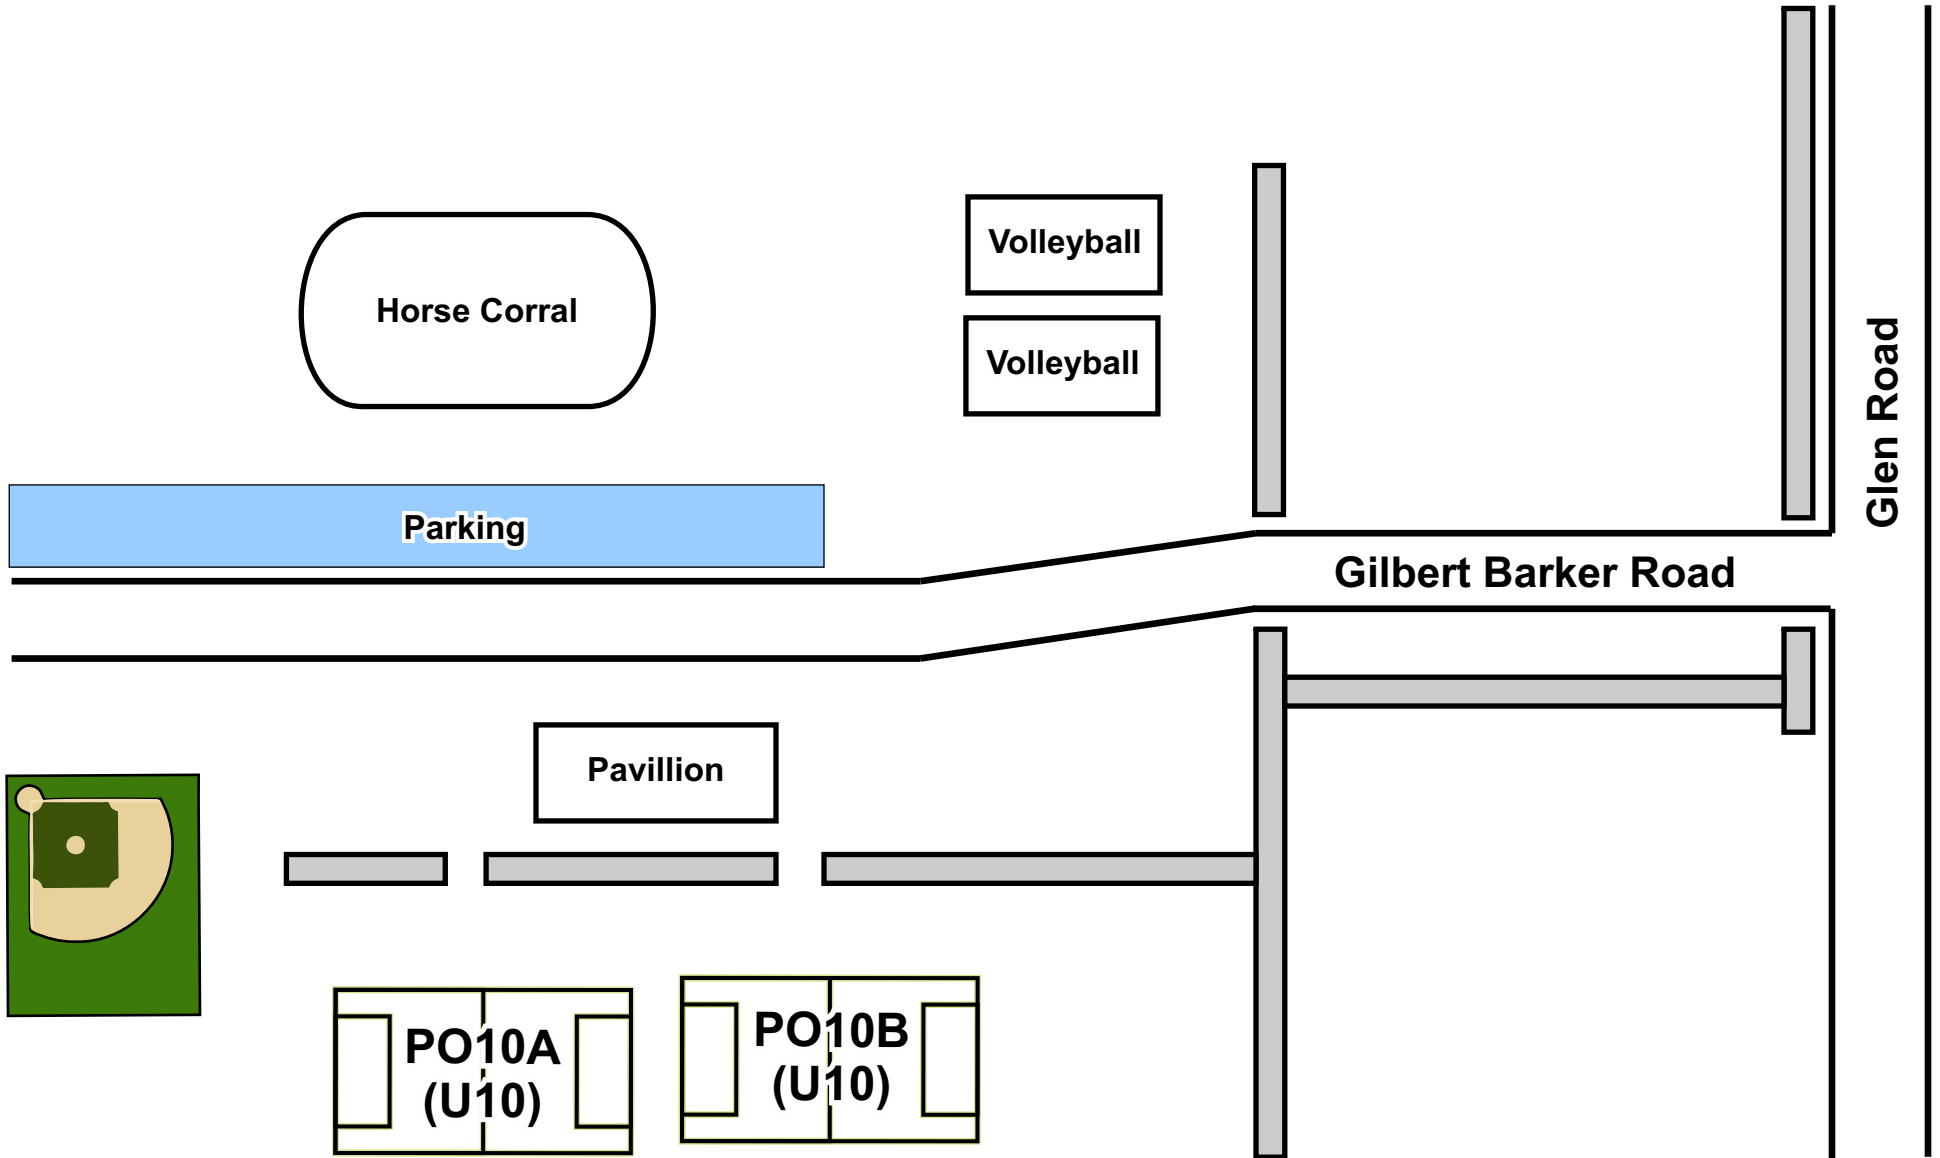 Volleyball
Horse Corral
Volleyball
Glen Road
Parking
Gilbert Barker Road
Pavillion
PO10A
(U10)
PO10B
(U10)